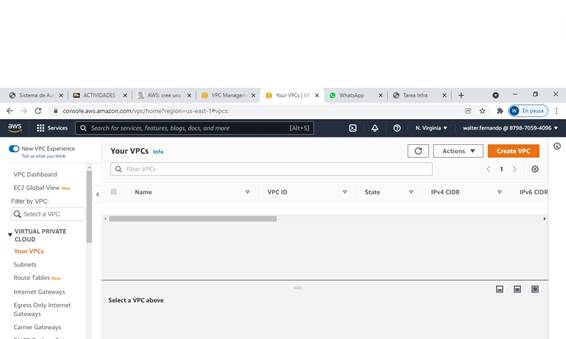 Sistema de Au
ACTIVIDADES -
AWS: cree uno
VPC Managem
Your VPCs | VP
WhatsApp
Tarea Infra
console.aws.amazon.com/vpc/home?region=us-east-1#vpcs:
W
En pausa
aws
Services
Search for services, features, blogs, docs, and more
[Alt+S]
N. Virginia
walter.fernando @ 8798-7059-4096
New VPC Experience
Tell us what you think
VPC Dashboard
EC2 Global View New
Filter by VPC:
Select a VPC
VIRTUAL PRIVATE
CLOUD
Your VPCs
Subnets
Route Tables New
Internet Gateways
Egress Only Internet
Gateways
Carrier Gateways
Your VPCs Info
Actions
Create VPC
Filter VPCs
1
Name
VPC ID
State
IPv4 CIDR
IPv6 CIDR
Select a VPC above